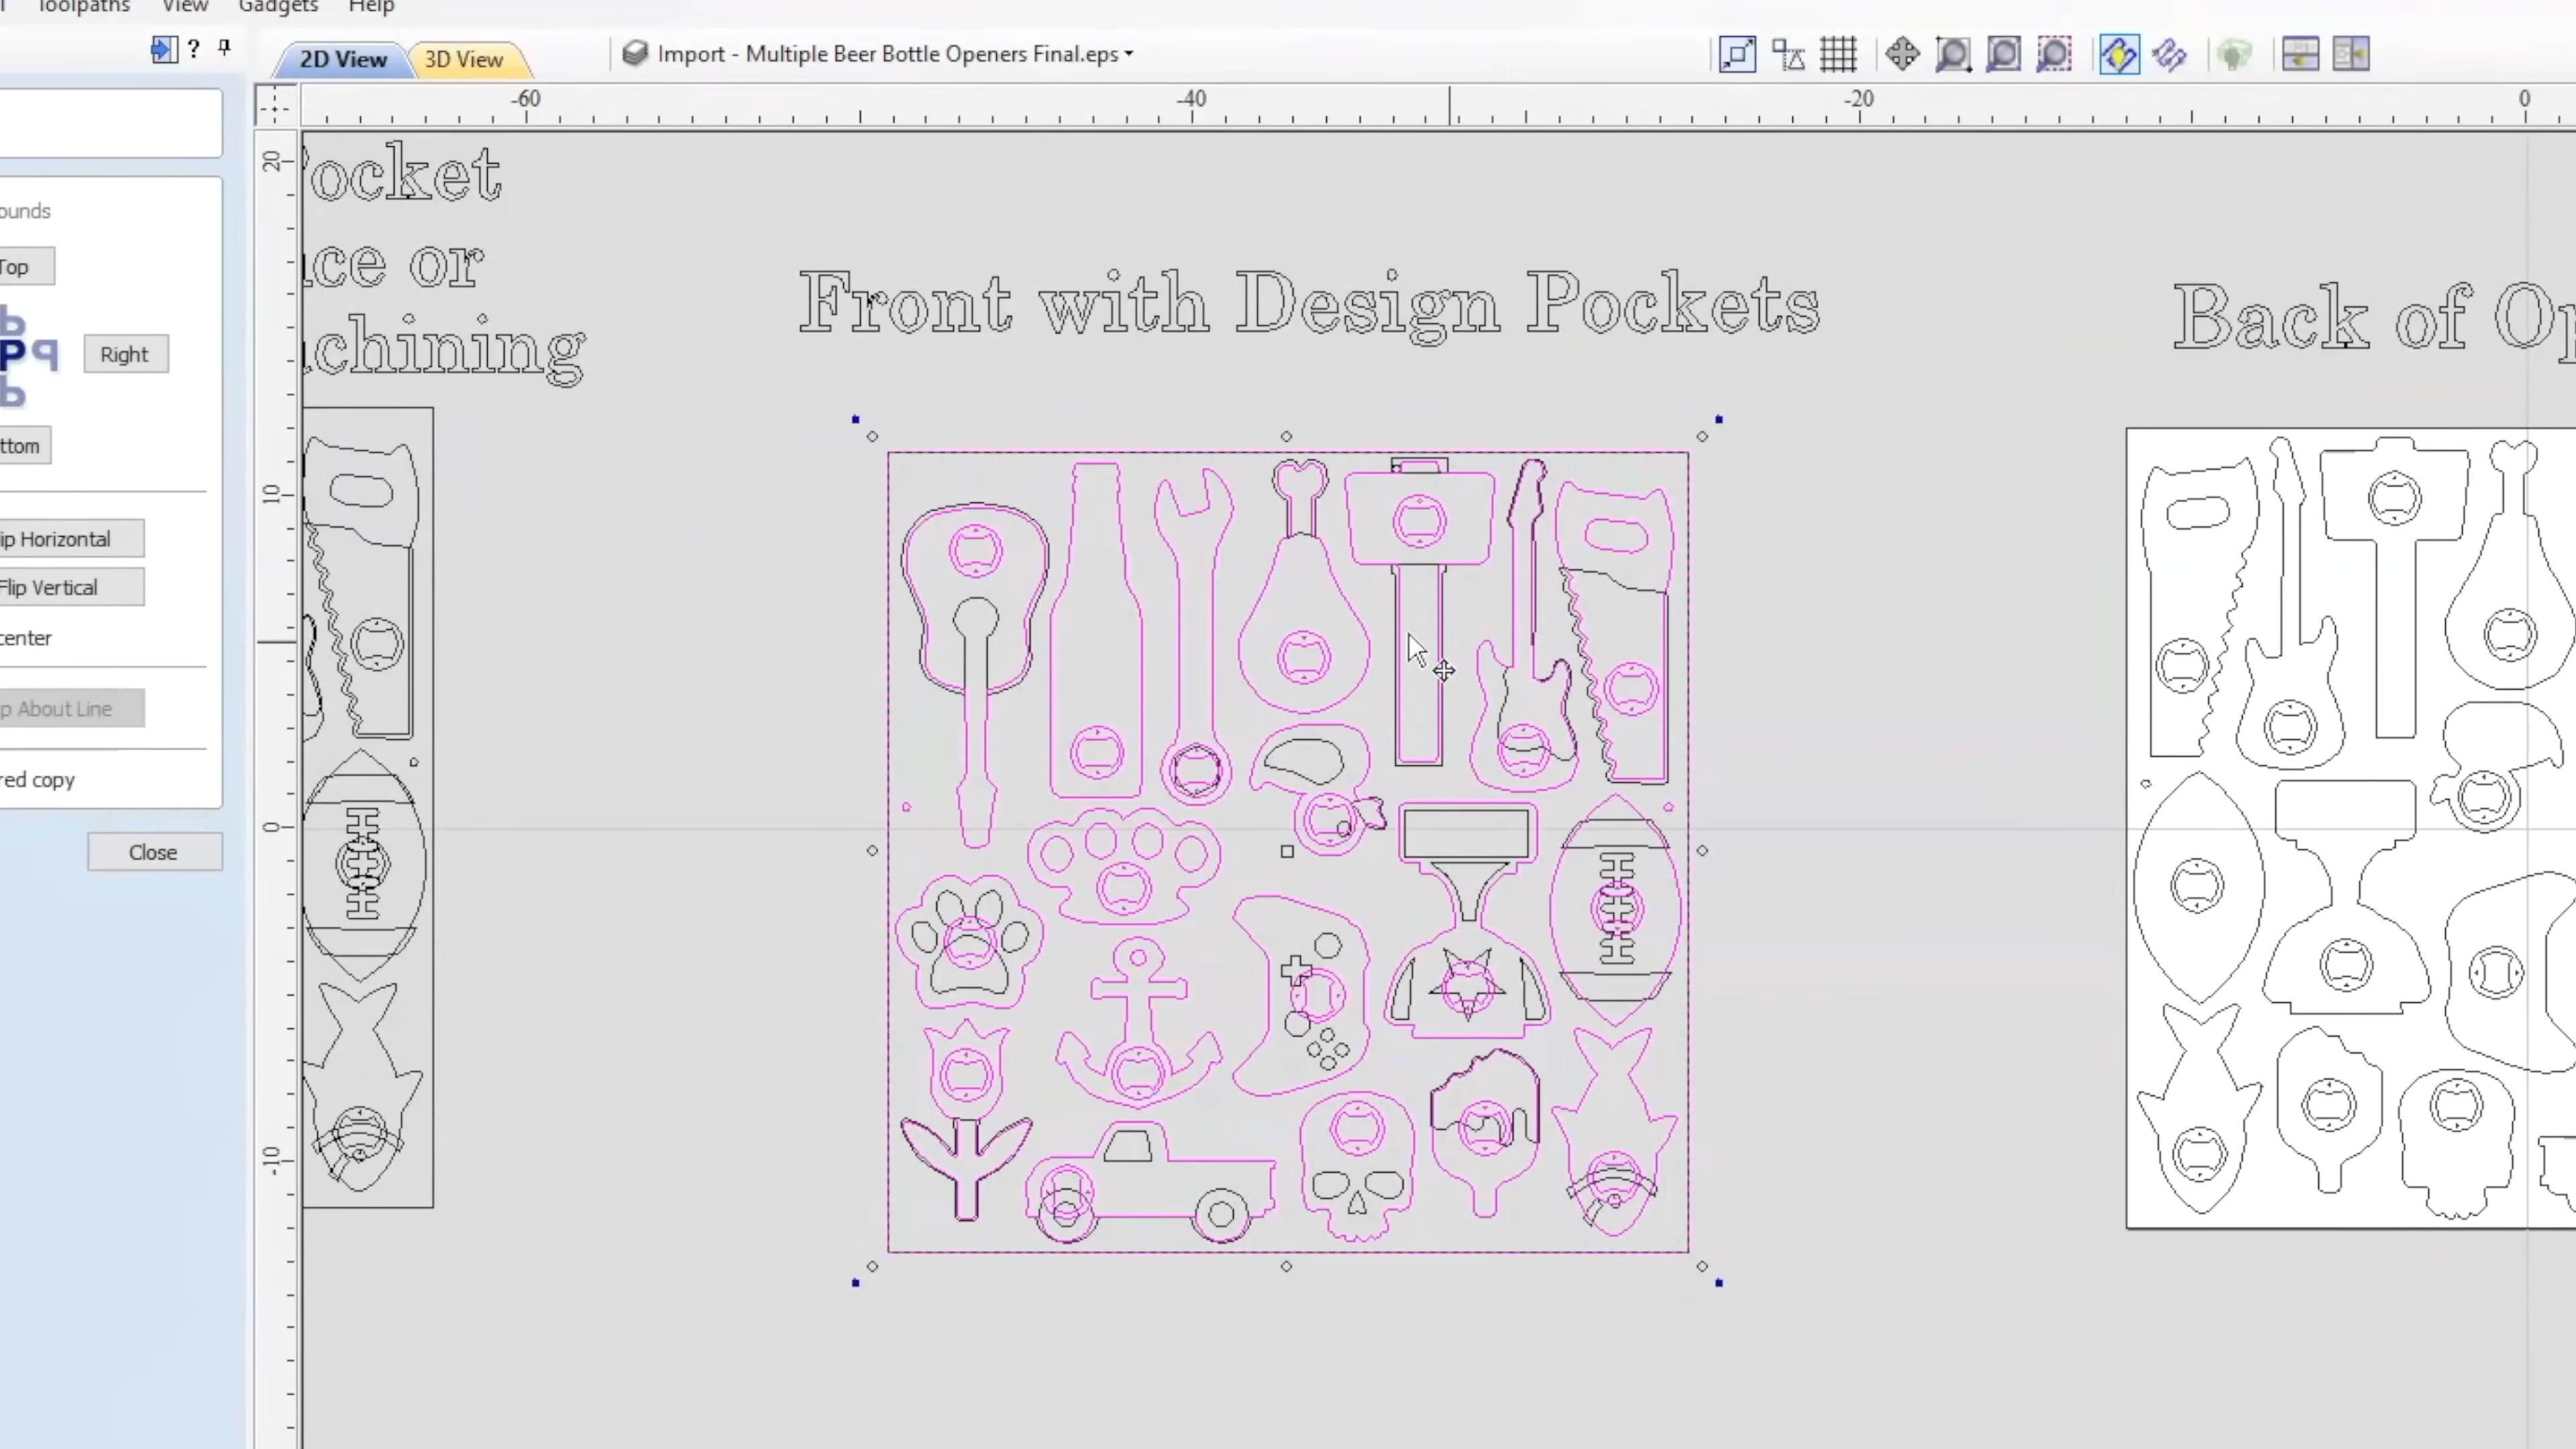 Toolpaths View Gadgets Help
?
2D View 3D View Import - Multiple Beer Bottle Openers Final.eps
-60 -40 -20 0
20
10
0
-10
ounds
Top
Right
ttom
ip Horizontal
Flip Vertical
center
p About Line
red copy
Close
ocket
ce or
chining
Front with Design Pockets
Back of Op